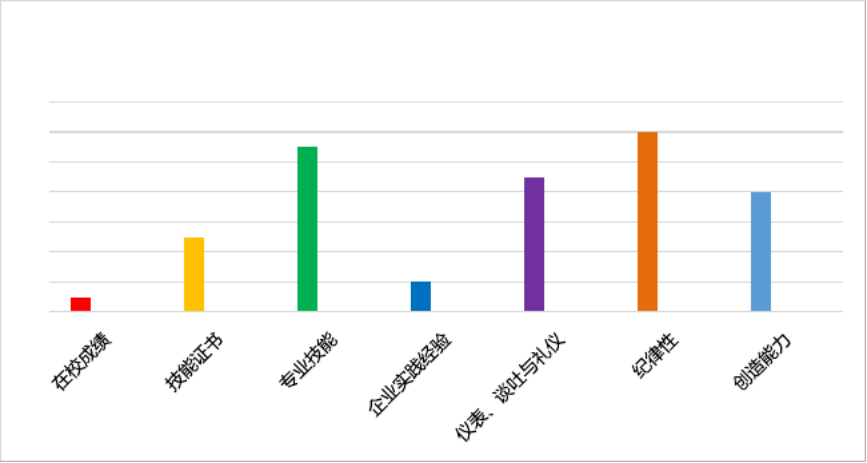 在校成绩
技能证书
专业技能
企业实践经验
仪表、谈吐与礼仪
纪律性
创造能力